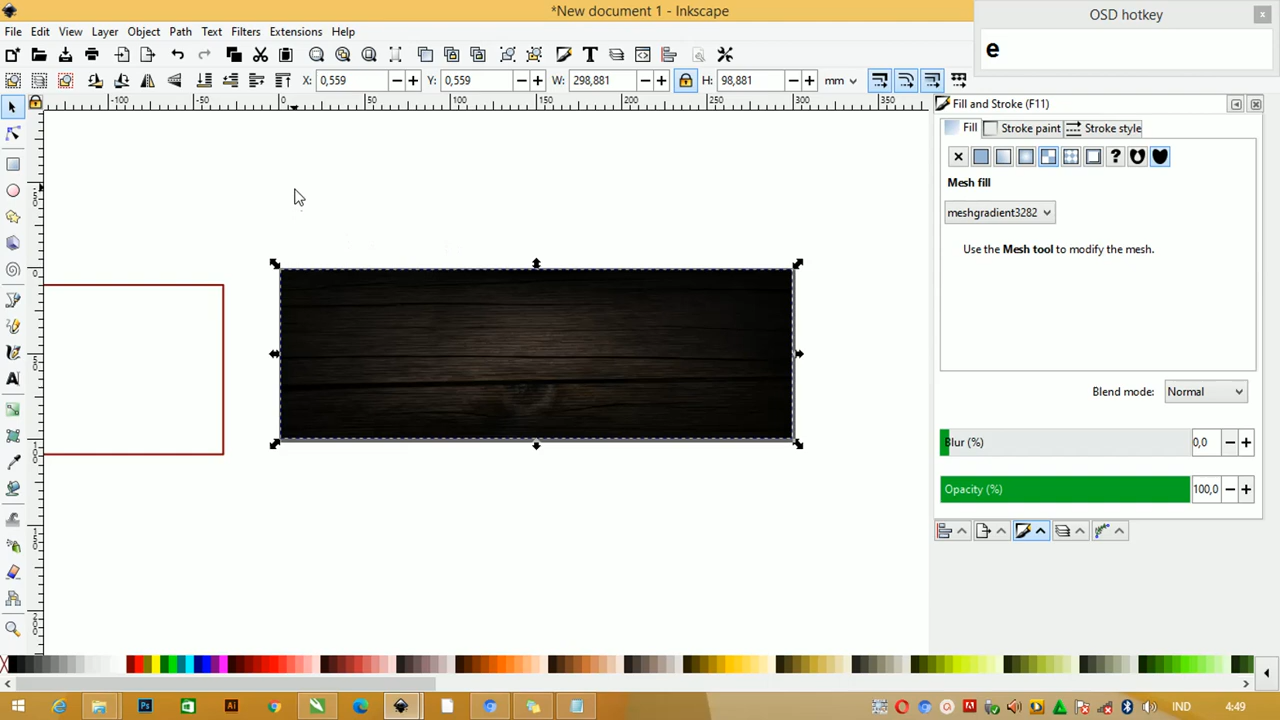 *New document 1 - Inkscape
OSD hotkey
x
e
File Edit View Layer Object Path Text Filters Extensions Help
X: 0,559 Y: 0,559 W: 298,881 H: 98,881 mm
-100 -50 0 50 100 150 200 250 300 350
Fill and Stroke (F11)
Fill Stroke paint Stroke style
Mesh fill
meshgradient3282
Use the Mesh tool to modify the mesh.
Blend mode: Normal
Blur (%) 0,0
Opacity (%) 100,0
IND 4:49